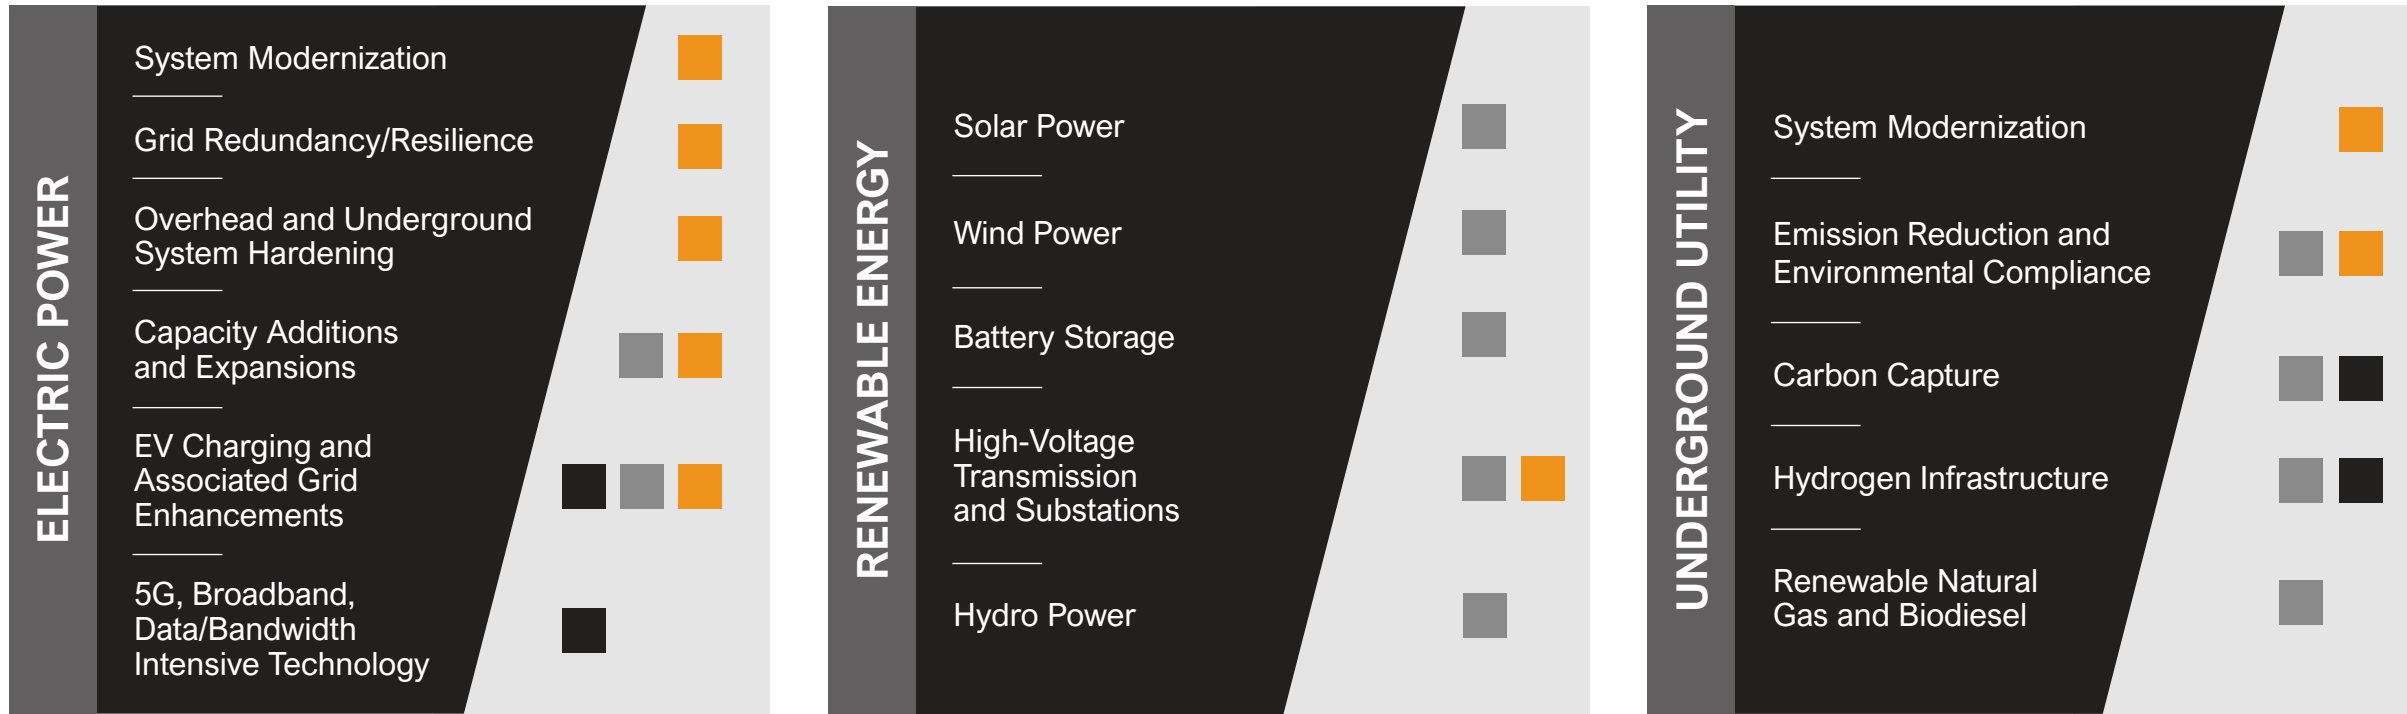 ELECTRIC POWER
System Modernization
Grid Redundancy/Resilience
Overhead and Underground
System Hardening
Capacity Additions
and Expansions
EV Charging and
Associated Grid
Enhancements
5G, Broadband,
Data/Bandwidth
Intensive Technology
RENEWABLE ENERGY
Solar Power
Wind Power
Battery Storage
High-Voltage
Transmission
and Substations
Hydro Power
UNDERGROUND UTILITY
System Modernization
Emission Reduction and
Environmental Compliance
Carbon Capture
Hydrogen Infrastructure
Renewable Natural
Gas and Biodiesel